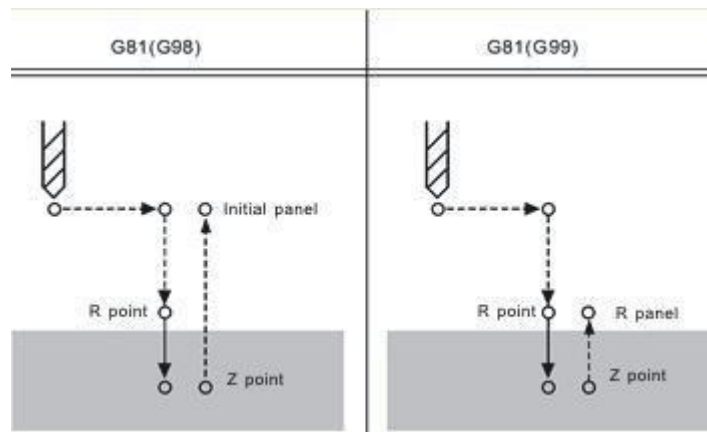 G81(G98)
G81(G99)
Initial panel
R point
Z point
R point
R panel
Z point